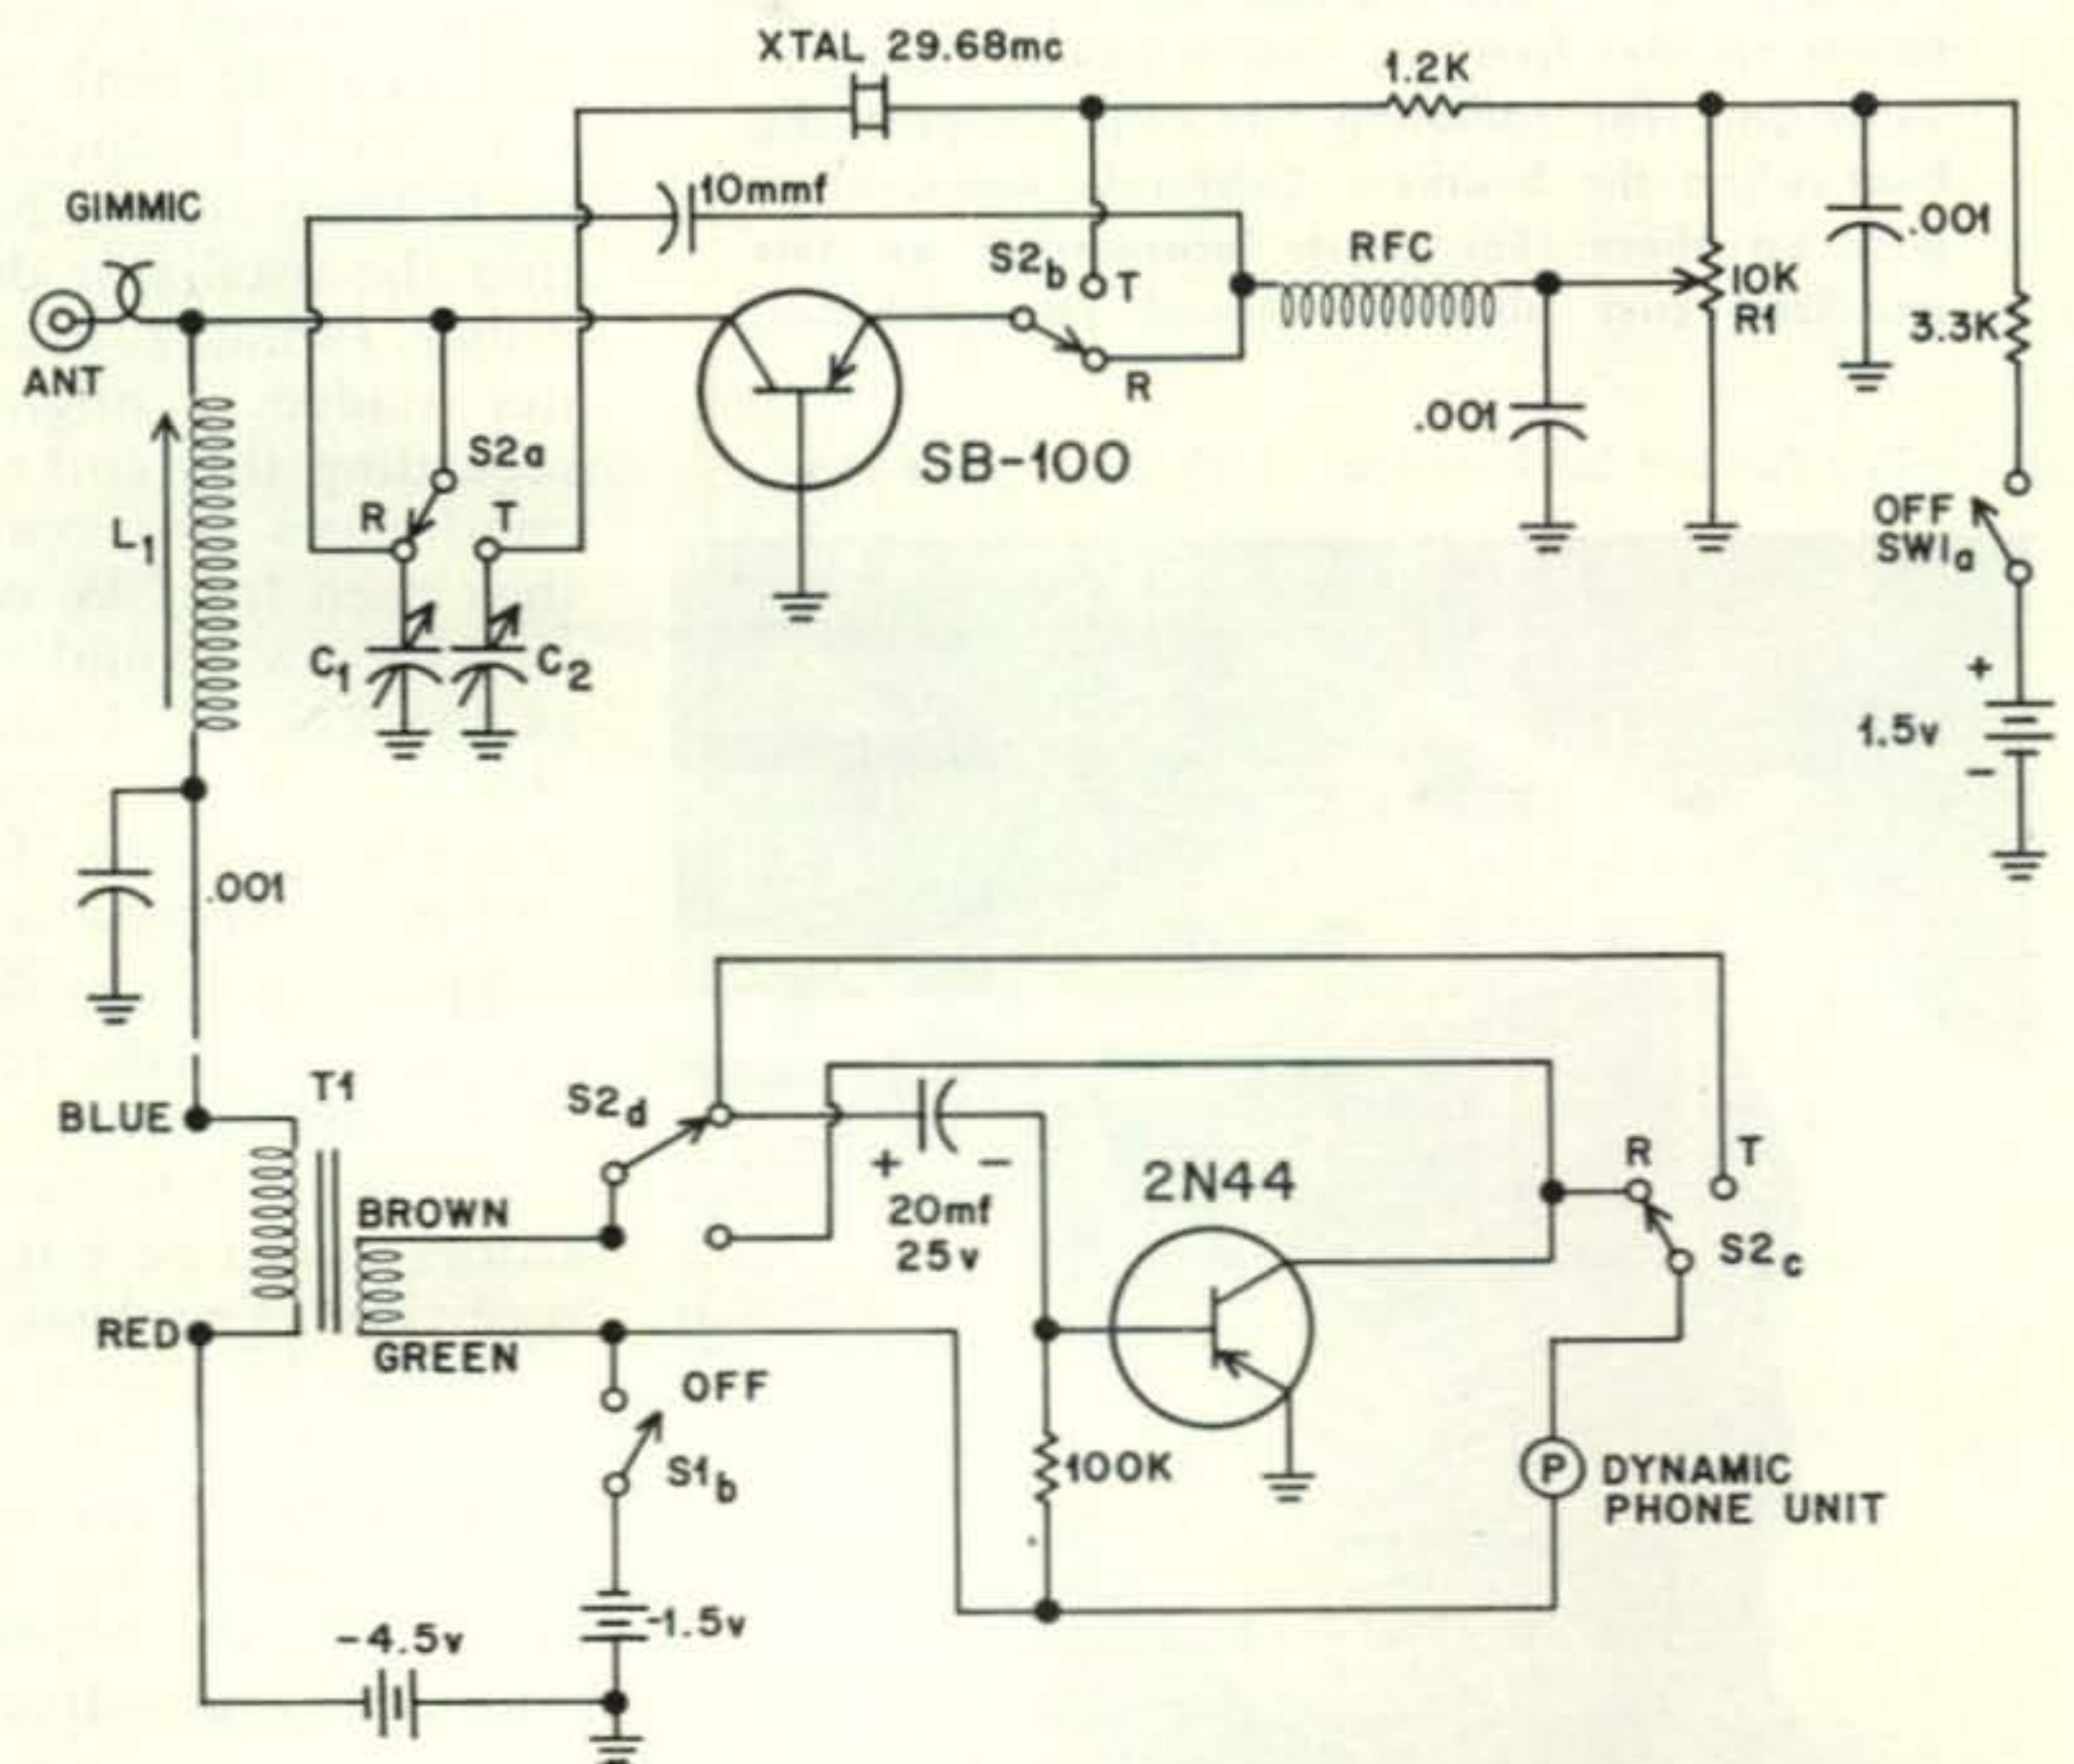 XTAL 29.68mc
1.2K
GIMMIC
10mmf
S2b
T
RFC
10K
R1
.001
3.3K
ANT
R
.001
SB-100
S2a
R
T
L1
OFF
SW1a
C1
C2
+
1.5v
−
.001
T1
BLUE
S2d
+
−
20mf
25v
2N44
R
T
S2c
BROWN
RED
GREEN
OFF
S1b
100K
P
DYNAMIC
PHONE UNIT
-1.5v
-4.5v